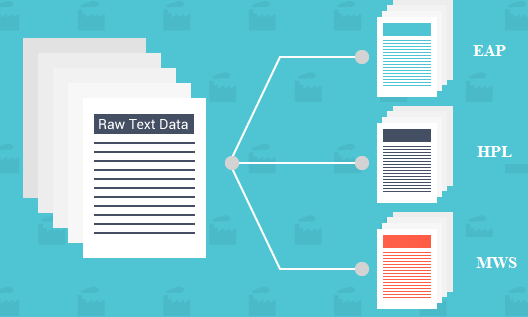 Raw Text Data
EAP
HPL
MWS